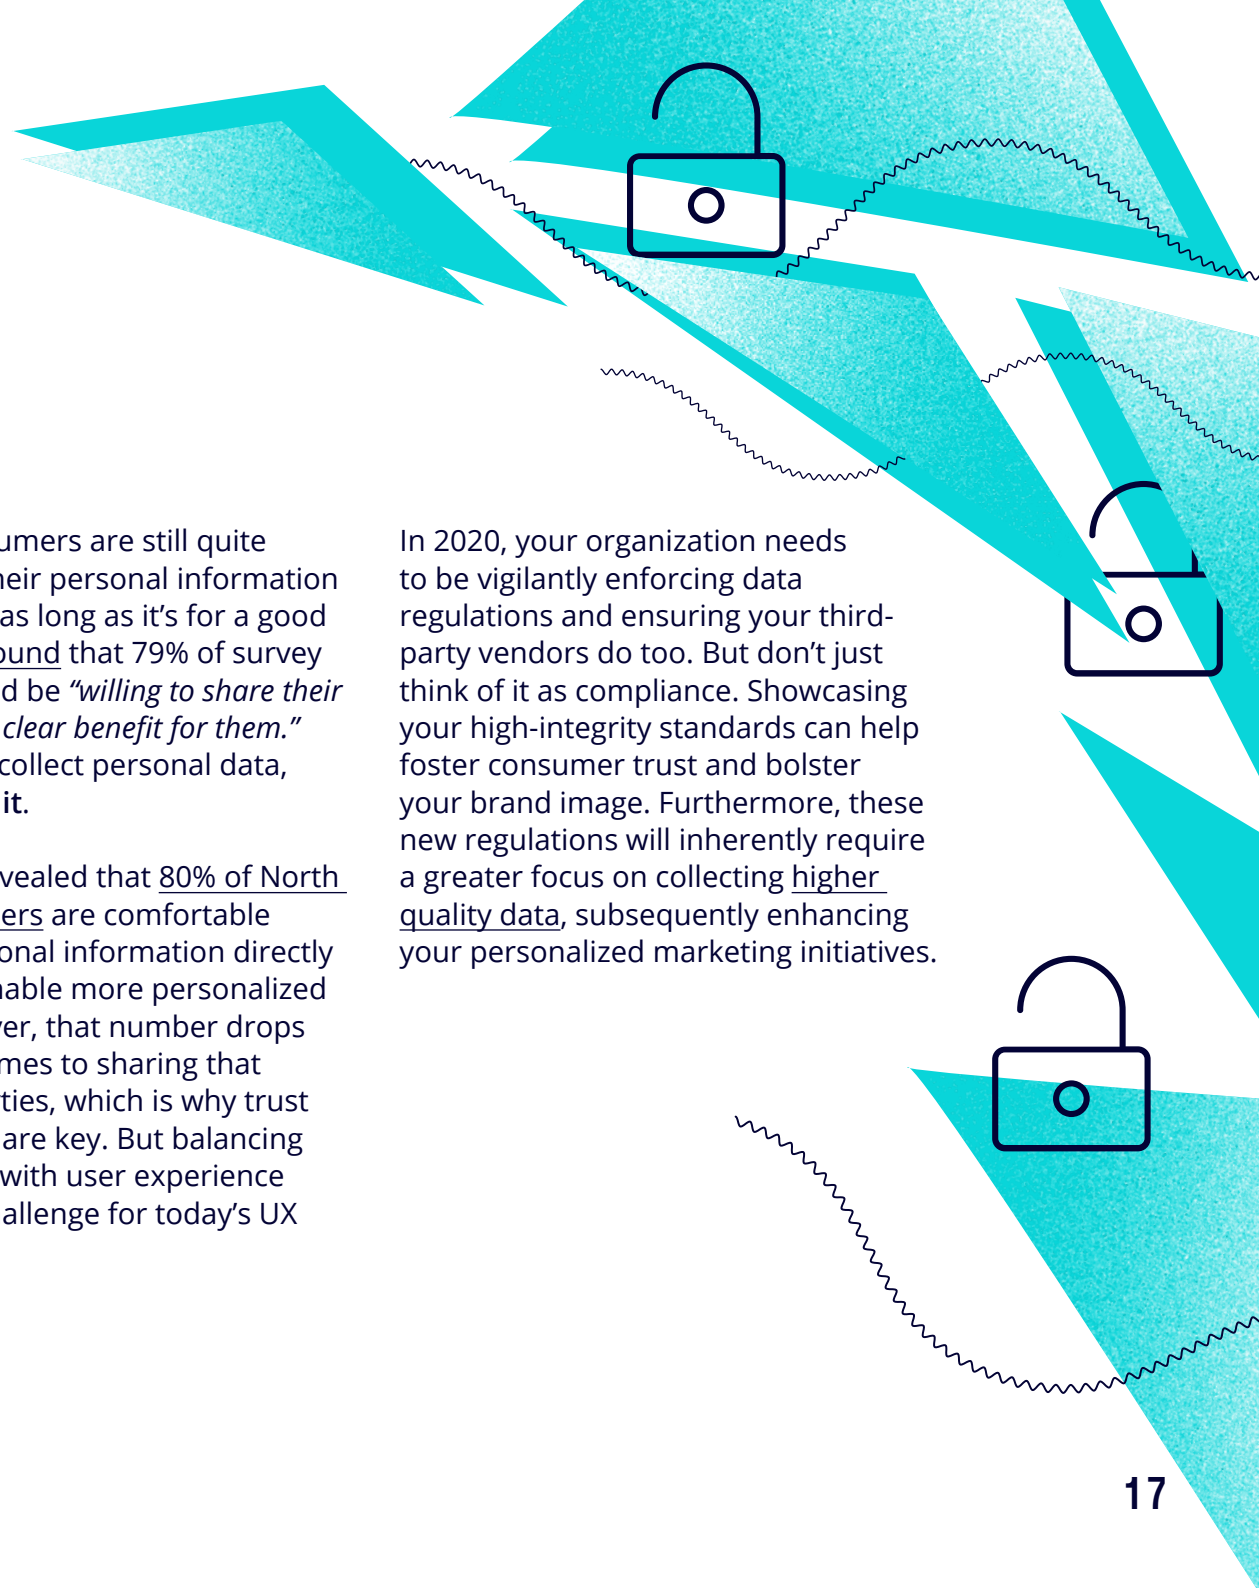 umers are still quite
heir personal information
as long as it’s for a good
ound that 79% of survey
d be “willing to share their
clear benefit for them.”
collect personal data,
it.
vealed that 80% of North
ers are comfortable
onal information directly
nable more personalized
ver, that number drops
mes to sharing that
ties, which is why trust
are key. But balancing
with user experience
allenge for today’s UX
In 2020, your organization needs
to be vigilantly enforcing data
regulations and ensuring your third-
party vendors do too. But don’t just
think of it as compliance. Showcasing
your high-integrity standards can help
foster consumer trust and bolster
your brand image. Furthermore, these
new regulations will inherently require
a greater focus on collecting higher
quality data, subsequently enhancing
your personalized marketing initiatives.
17